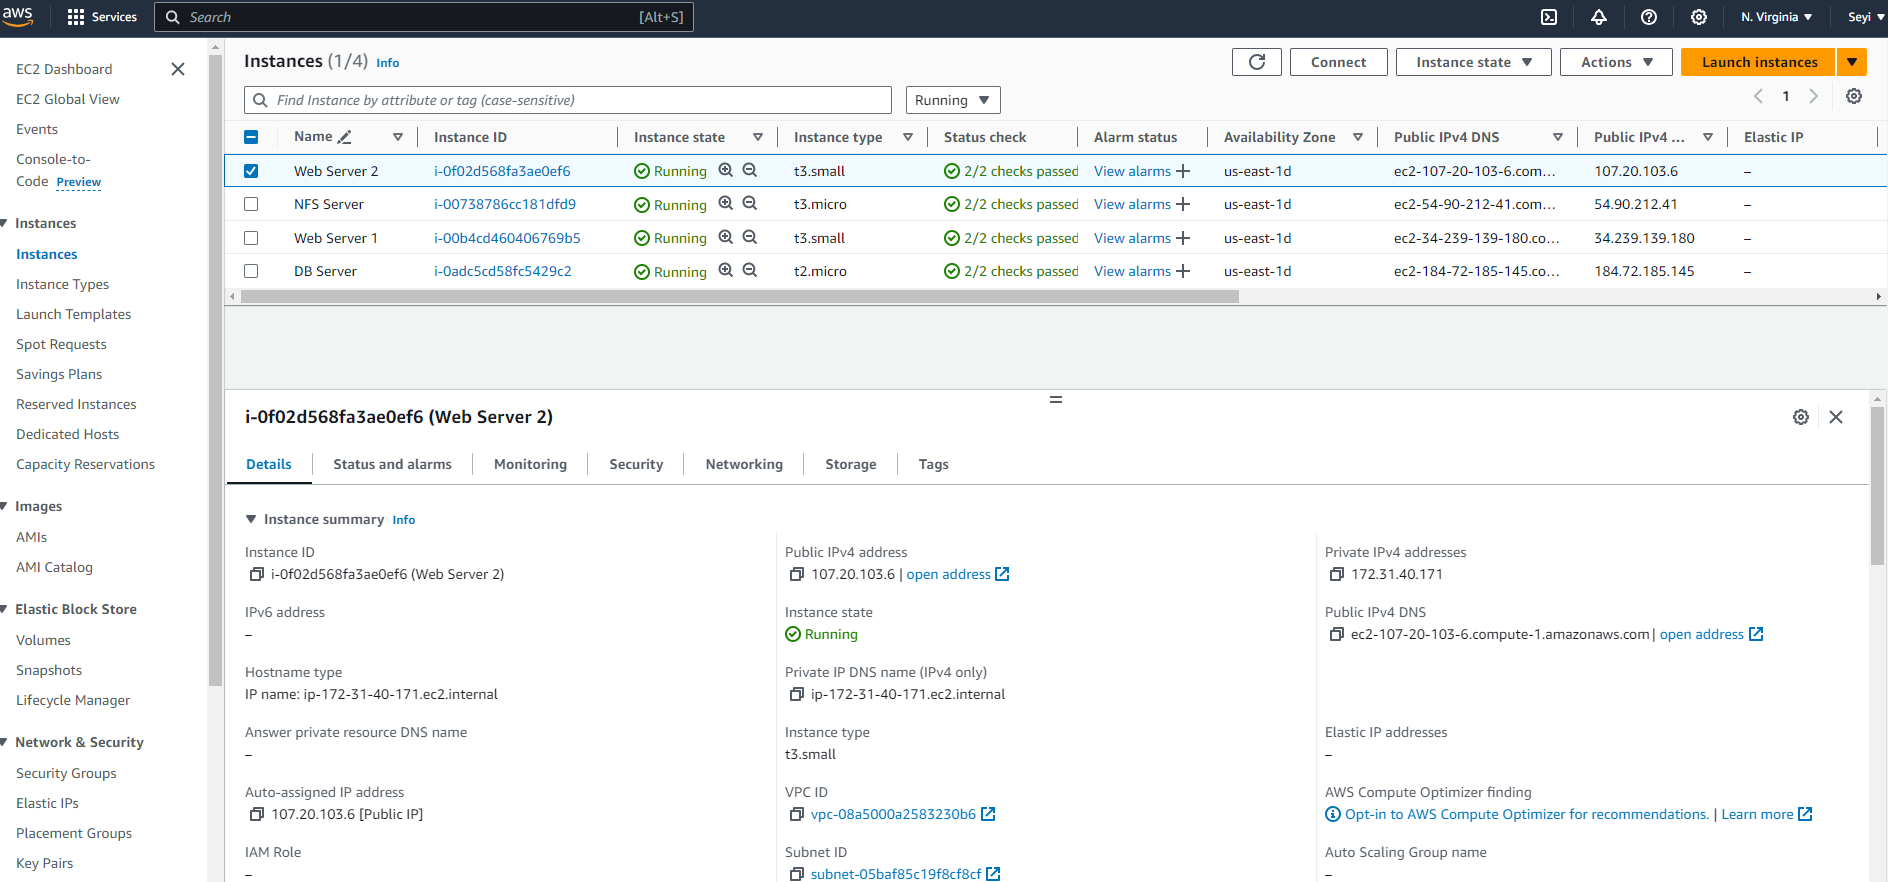 aws Services Search [Alt+S] N. Virginia Seyi
EC2 Dashboard
EC2 Global View
Events
Console-to-
Code Preview
Instances
Instances
Instance Types
Launch Templates
Spot Requests
Savings Plans
Reserved Instances
Dedicated Hosts
Capacity Reservations
Images
AMIs
AMI Catalog
Elastic Block Store
Volumes
Snapshots
Lifecycle Manager
Network & Security
Security Groups
Elastic IPs
Placement Groups
Key Pairs
Instances (1/4) Info Connect Instance state Actions Launch instances
Find Instance by attribute or tag (case-sensitive) Running 1
Name Instance ID Instance state Instance type Status check Alarm status Availability Zone Public IPv4 DNS Public IPv4 ... Elastic IP
Web Server 2 i-0f02d568fa3ae0ef6 Running t3.small 2/2 checks passed View alarms us-east-1d ec2-107-20-103-6.com... 107.20.103.6 –
NFS Server i-00738786cc181dfd9 Running t3.micro 2/2 checks passed View alarms us-east-1d ec2-54-90-212-41.com... 54.90.212.41 –
Web Server 1 i-00b4cd460406769b5 Running t3.small 2/2 checks passed View alarms us-east-1d ec2-34-239-139-180.co... 34.239.139.180 –
DB Server i-0adc5cd58fc5429c2 Running t2.micro 2/2 checks passed View alarms us-east-1d ec2-184-72-185-145.co... 184.72.185.145 –
i-0f02d568fa3ae0ef6 (Web Server 2)
Details Status and alarms Monitoring Security Networking Storage Tags
Instance summary Info
Instance ID Public IPv4 address Private IPv4 addresses
i-0f02d568fa3ae0ef6 (Web Server 2) 107.20.103.6 | open address 172.31.40.171
IPv6 address Instance state Public IPv4 DNS
– Running ec2-107-20-103-6.compute-1.amazonaws.com | open address
Hostname type Private IP DNS name (IPv4 only)
IP name: ip-172-31-40-171.ec2.internal ip-172-31-40-171.ec2.internal
Answer private resource DNS name Instance type Elastic IP addresses
– t3.small –
Auto-assigned IP address VPC ID AWS Compute Optimizer finding
107.20.103.6 [Public IP] vpc-08a5000a2583230b6 Opt-in to AWS Compute Optimizer for recommendations. | Learn more
IAM Role Subnet ID Auto Scaling Group name
– subnet-05baf85c19f8cf8cf –